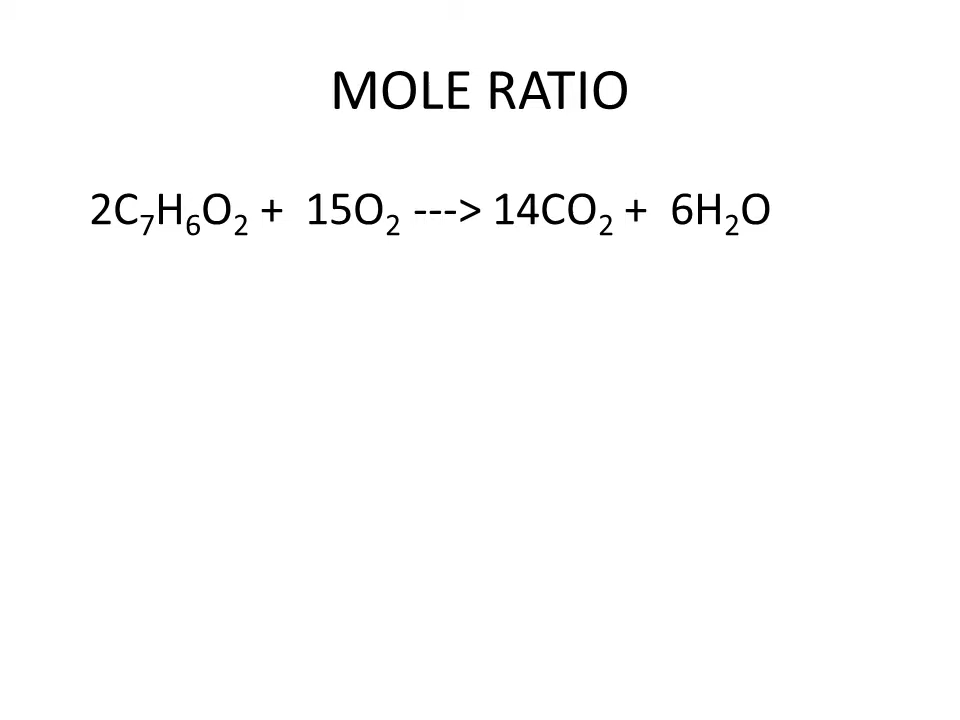 MOLE RATIO
2C₇H₆O₂ + 15O₂ ---> 14CO₂ + 6H₂O